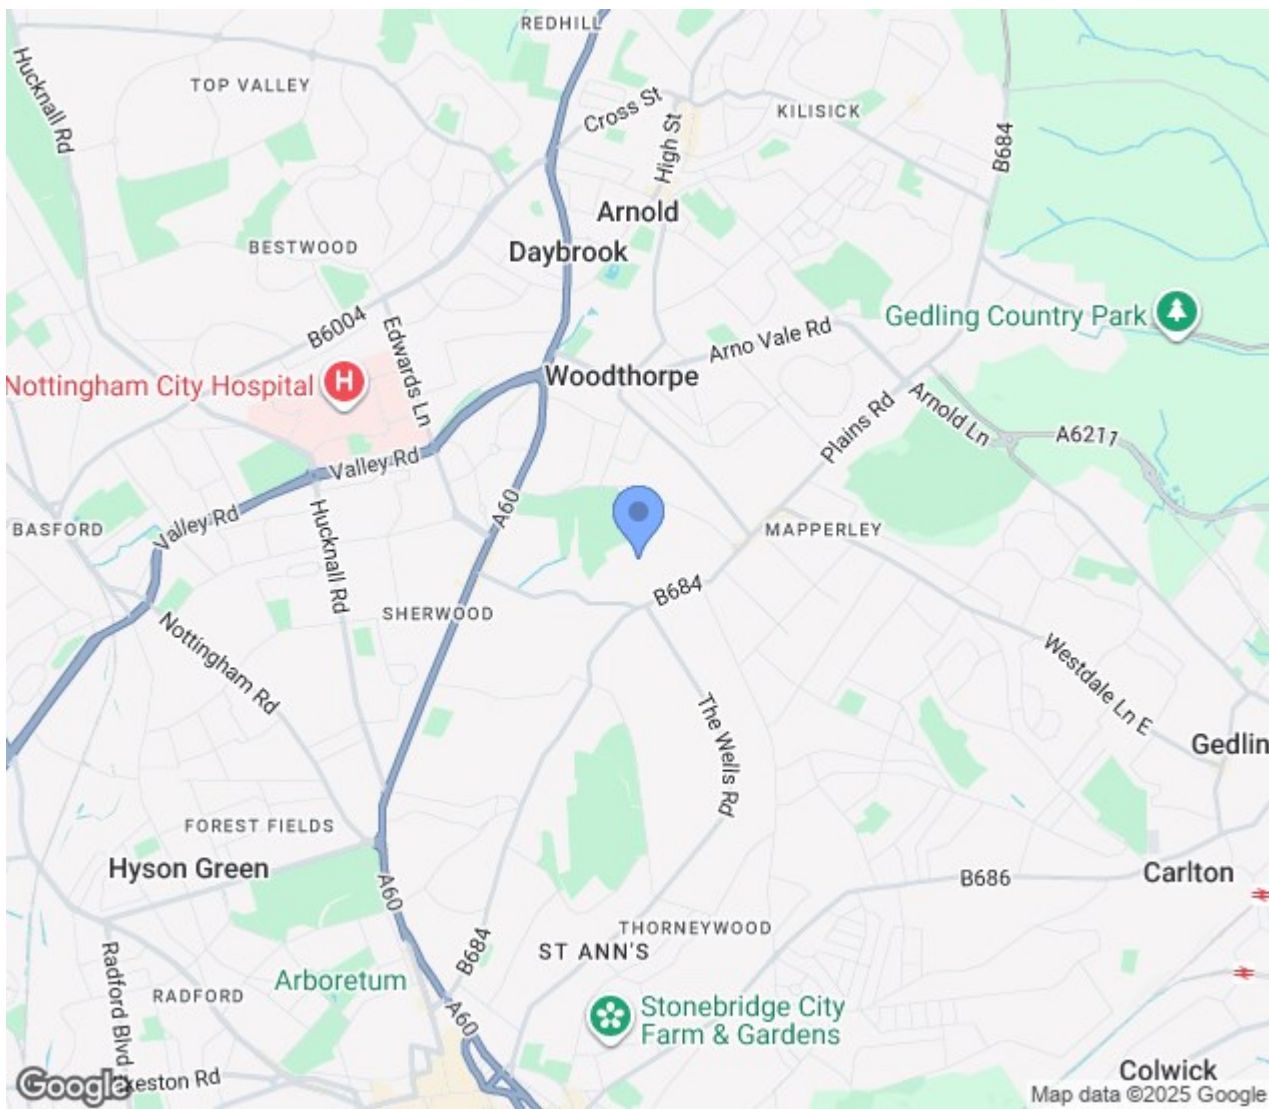 REDHILL
Hucknall Rd
TOP VALLEY
Cross St
KILISICK
High St
B684
Arnold
BESTWOOD
Daybrook
Gedling Country Park
B6004
Edwards Ln
Arno Vale Rd
Nottingham City Hospital
H
Woodthorpe
Arnold Ln
Plains Rd
A6211
Valley Rd
A60
Valley Rd
BASFORD
Hucknall Rd
MAPPERLEY
B684
SHERWOOD
Nottingham Rd
Westdale Ln E
The Wells Rd
Gedlin
FOREST FIELDS
Hyson Green
A60
B686
Carlton
THORNEYWOOD
ST ANN'S
B684
Radford Blvd
Arboretum
RADFORD
A60
Stonebridge City
Farm & Gardens
Colwick
Google
keston Rd
Map data ©2025 Google